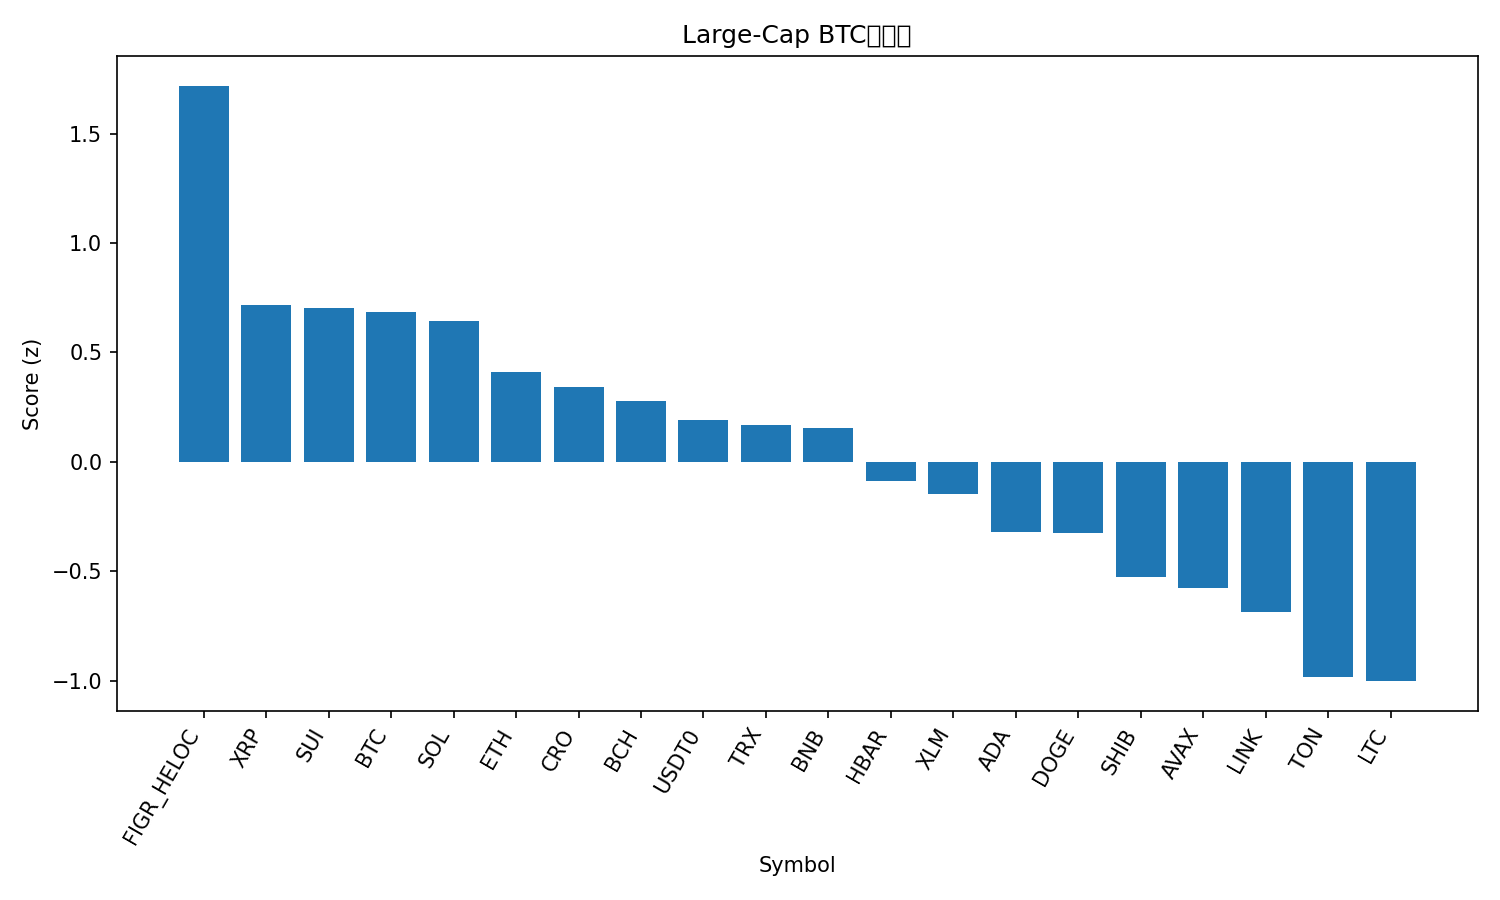 Large-Cap BTC
1.5
1.0
0.5
0.0
−0.5
−1.0
Score (z)
FIGR_HELOC
XRP
SUI
BTC
SOL
ETH
CRO
BCH
USDT0
TRX
BNB
HBAR
XLM
ADA
DOGE
SHIB
AVAX
LINK
TON
LTC
Symbol